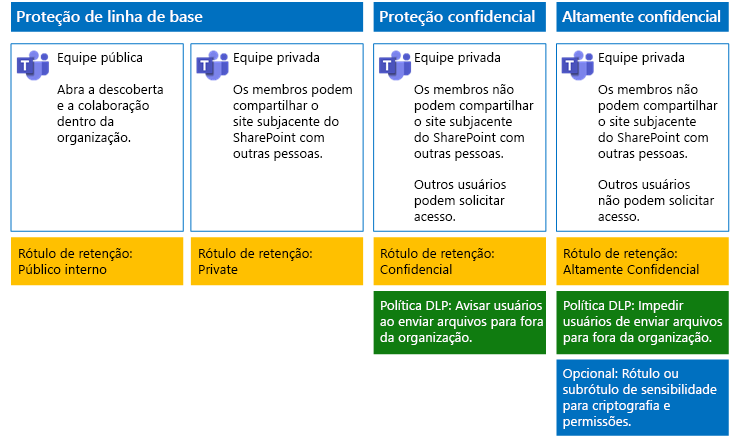 Proteção de linha de base
Proteção confidencial
Altamente confidencial
T
Equipe pública
Abra a descoberta
e a colaboração
dentro da
organização.
T
Equipe privada
Os membros podem
compartilhar o
site subjacente do
SharePoint com
outras pessoas.
T
Equipe privada
Os membros não
podem compartilhar
o site subjacente
do SharePoint com
outras pessoas.
Outros usuários
podem solicitar
acesso.
T
Equipe privada
Os membros não
podem compartilhar
o site subjacente
do SharePoint com
outras pessoas.
Outros usuários
não podem solicitar
acesso.
Rótulo de retenção:
Público interno
Rótulo de retenção:
Private
Rótulo de retenção:
Confidencial
Rótulo de retenção:
Altamente Confidencial
Política DLP: Avisar usuários
ao enviar arquivos para fora
da organização.
Política DLP: Impedir
usuários de enviar arquivos
para fora da organização.
Opcional: Rótulo ou
subrótulo de sensibilidade
para criptografia e
permissões.